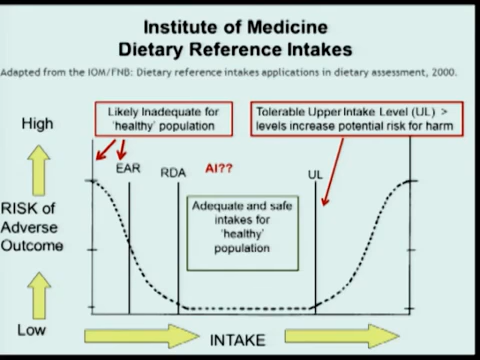 Institute of Medicine
Dietary Reference Intakes
Adapted from the IOM/FNB: Dietary reference intakes applications in dietary assessment, 2000.
High
Likely Inadequate for
'healthy' population
Tolerable Upper Intake Level (UL) >
levels increase potential risk for harm
EAR
RDA
AI??
UL
RISK of
Adverse
Outcome
Adequate and safe
intakes for
'healthy'
population
Low
INTAKE